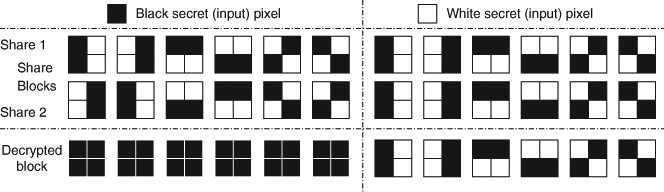 Black secret (input) pixel
White secret (input) pixel
Share 1
Share
Blocks
Share 2
Decrypted
block